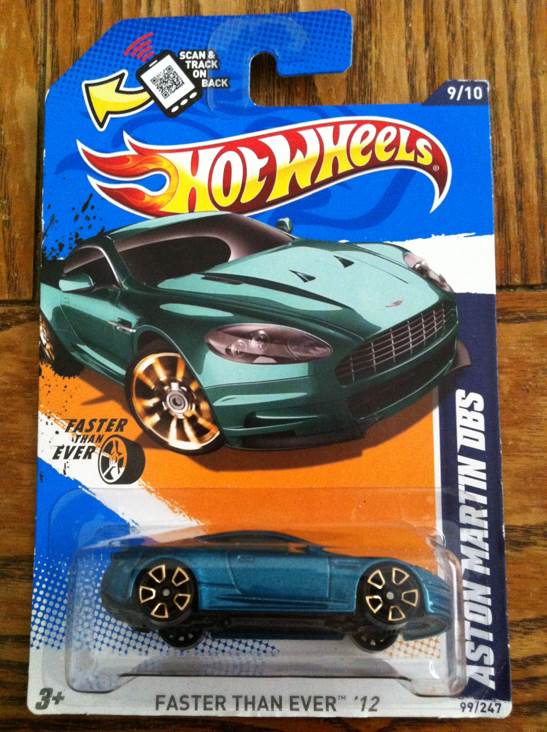 SCAN &
TRACK
ON
BACK
9/10
HOT WHEELS®
FASTER
THAN
EVER
ASTON MARTIN DBS
3+
FASTER THAN EVER™ '12
99/247